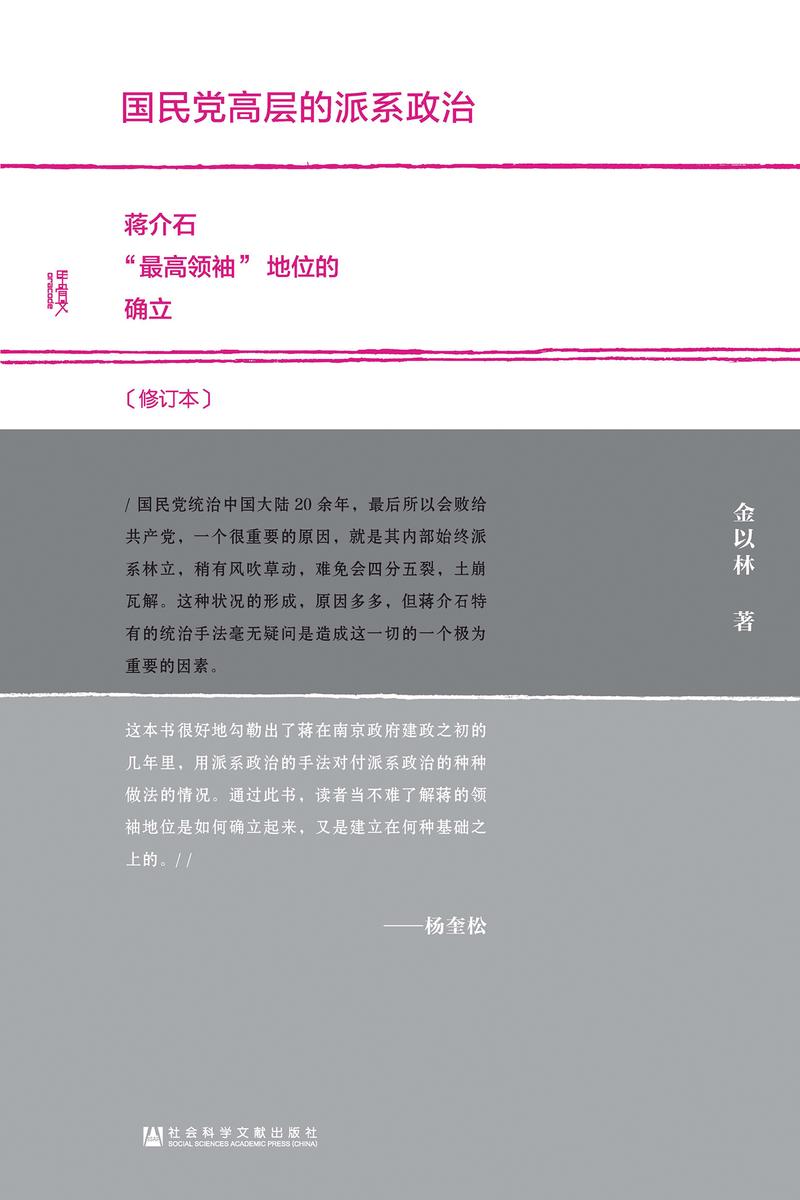 国民党高层的派系政治
蒋介石
“最高领袖”地位的
确立
甲骨文
oracode
〔修订本〕
/ 国民党统治中国大陆 20 余年，最后所以会败给
共产党，一个很重要的原因，就是其内部始终派
系林立，稍有风吹草动，难免会四分五裂，土崩
瓦解。这种状况的形成，原因多多，但蒋介石特
有的统治手法毫无疑问是造成这一切的一个极为
重要的因素。
金以林 著
这本书很好地勾勒出了蒋在南京政府建政之初的
几年里，用派系政治的手法对付派系政治的种种
做法的情况。通过此书，读者当不难了解蒋的领
袖地位是如何确立起来，又是建立在何种基础之
上的。/ /
——杨奎松
社会科学文献出版社
SOCIAL SCIENCES ACADEMIC PRESS (CHINA)